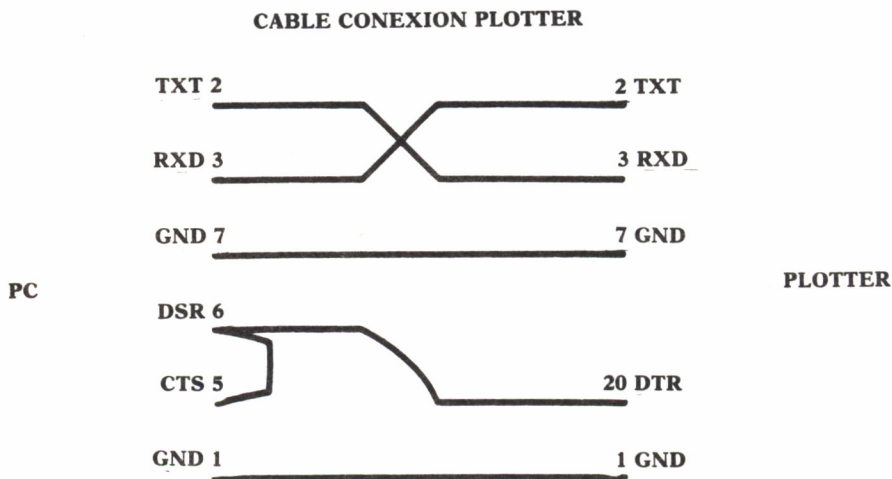 CABLE CONEXION PLOTTER
TXT 2 2 TXT
RXD 3 3 RXD
GND 7 7 GND
PC PLOTTER
DSR 6
CTS 5 20 DTR
GND 1 1 GND